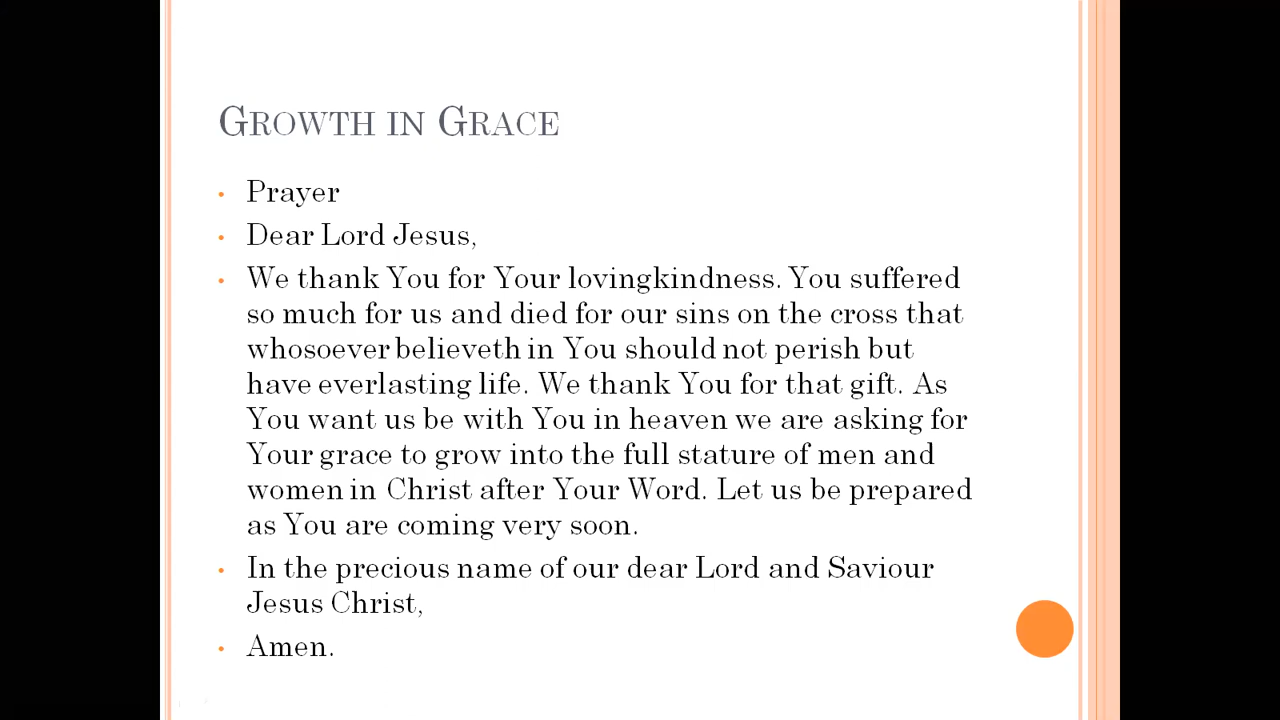 GROWTH IN GRACE
• Prayer
• Dear Lord Jesus,
• We thank You for Your lovingkindness. You suffered
so much for us and died for our sins on the cross that
whosoever believeth in You should not perish but
have everlasting life. We thank You for that gift. As
You want us be with You in heaven we are asking for
Your grace to grow into the full stature of men and
women in Christ after Your Word. Let us be prepared
as You are coming very soon.
• In the precious name of our dear Lord and Saviour
Jesus Christ,
• Amen.